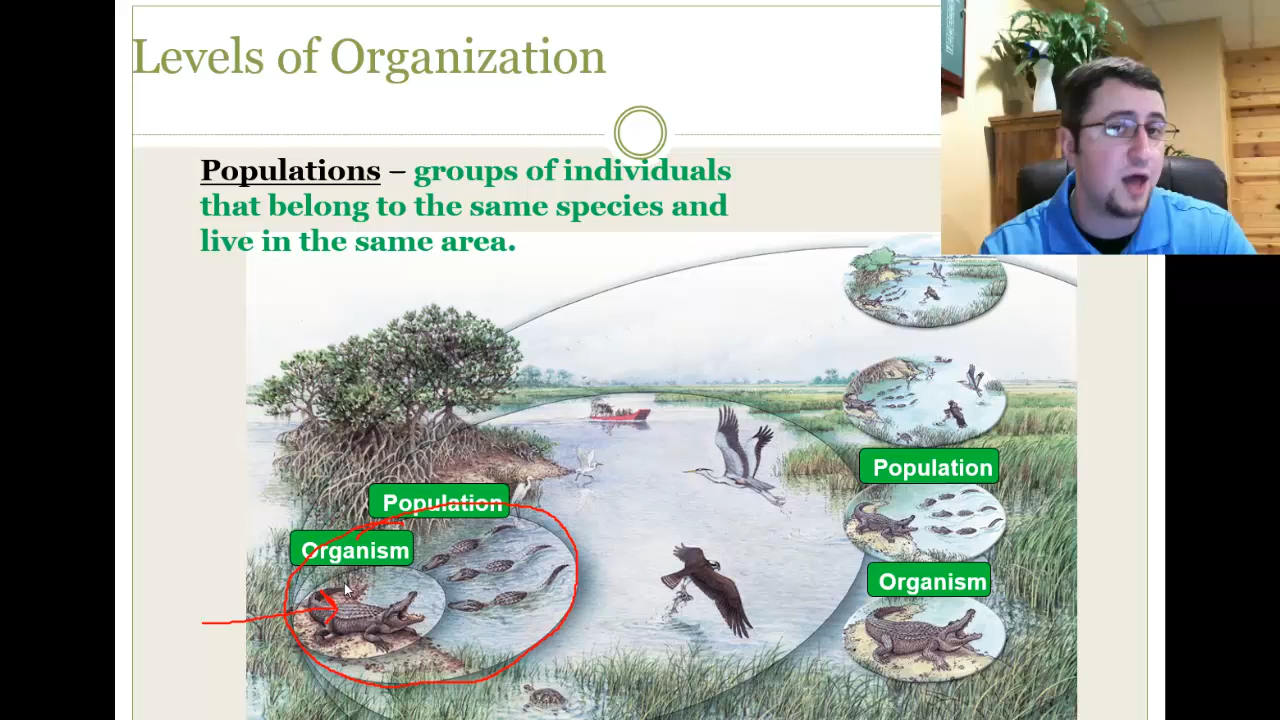 Levels of Organization
Populations – groups of individuals
that belong to the same species and
live in the same area.
Population
Organism
Population
Organism